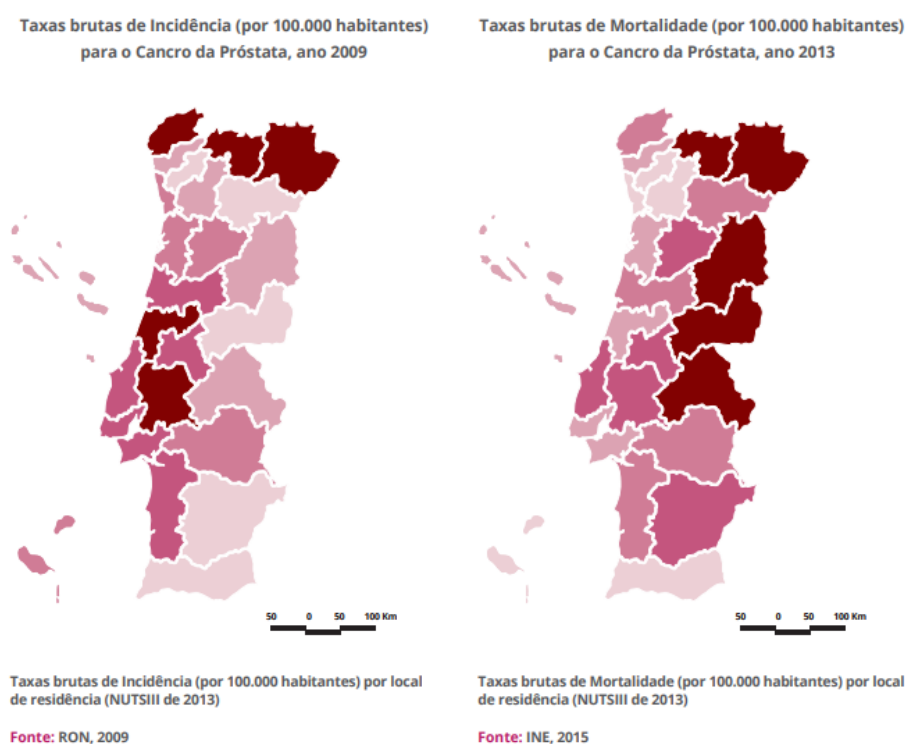 Taxas brutas de Incidência (por 100.000 habitantes)
para o Cancro da Próstata, ano 2009
50 0 50 100 Km
Taxas brutas de Incidência (por 100.000 habitantes) por local
de residência (NUTSIII de 2013)
Fonte: RON, 2009
Taxas brutas de Mortalidade (por 100.000 habitantes)
para o Cancro da Próstata, ano 2013
50 0 50 100 Km
Taxas brutas de Mortalidade (por 100.000 habitantes) por local
de residência (NUTSIII de 2013)
Fonte: INE, 2015